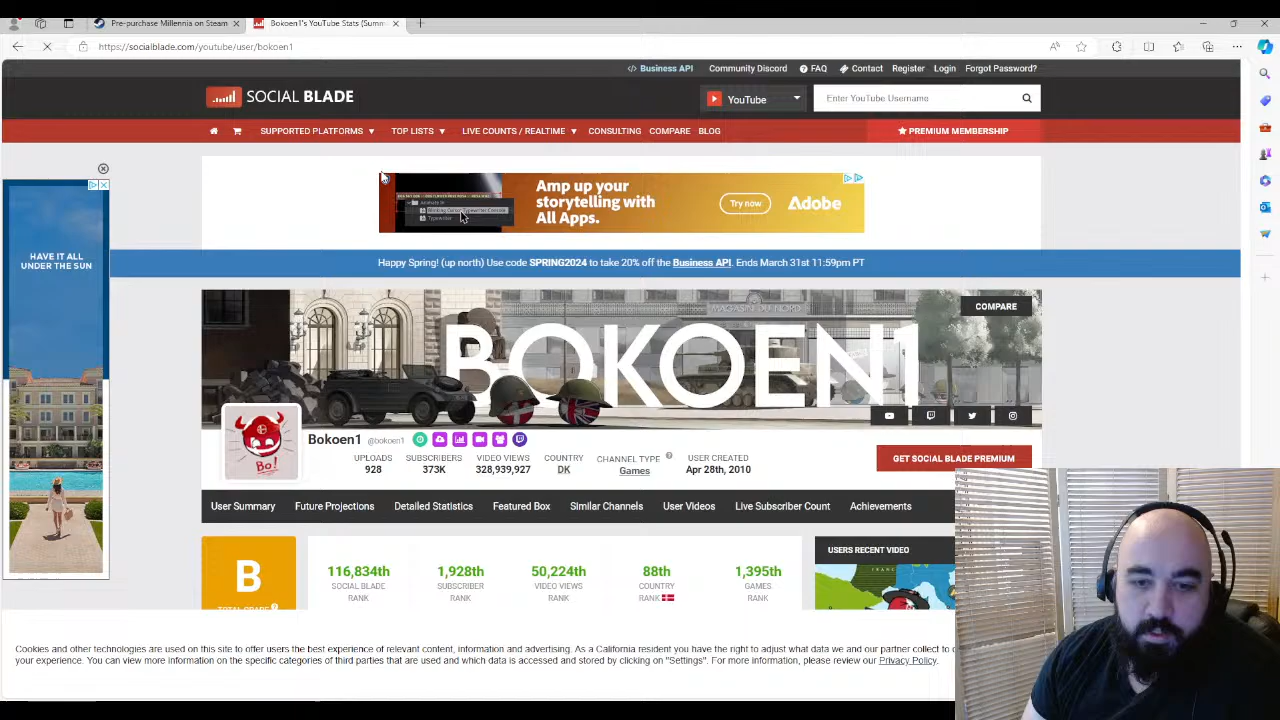 Pre-purchase Millennia on Steam
Bokoen1's YouTube Stats (Summ
https://socialblade.com/youtube/user/bokoen1
Business API Community Discord FAQ Contact Register Login Forgot Password?
SOCIAL BLADE
YouTube
Enter YouTube Username
SUPPORTED PLATFORMS TOP LISTS LIVE COUNTS / REALTIME CONSULTING COMPARE BLOG
PREMIUM MEMBERSHIP
Amp up your
storytelling with
All Apps.
Try now
Adobe
HAVE IT ALL
UNDER THE SUN
Happy Spring! (up north) Use code SPRING2024 to take 20% off the Business API. Ends March 31st 11:59pm PT
MAGASIN DU NORD
COMPARE
BOKOEN1
Bo!
Bokoen1 @bokoen1
UPLOADS SUBSCRIBERS VIDEO VIEWS COUNTRY CHANNEL TYPE USER CREATED
928 373K 328,939,927 DK Games Apr 28th, 2010
GET SOCIAL BLADE PREMIUM
User Summary Future Projections Detailed Statistics Featured Box Similar Channels User Videos Live Subscriber Count Achievements
B
TOTAL GRADE
116,834th 1,928th 50,224th 88th 1,395th
SOCIAL BLADE SUBSCRIBER VIDEO VIEWS COUNTRY GAMES
RANK RANK RANK RANK RANK
USERS RECENT VIDEO
Cookies and other technologies are used on this site to offer users the best experience of relevant content, information and advertising. As a California resident you have the right to adjust what data we and our partner collect to
your experience. You can view more information on the specific categories of third parties that are used and which data is accessed and stored by clicking on "Settings". For more information, please review our Privacy Policy.